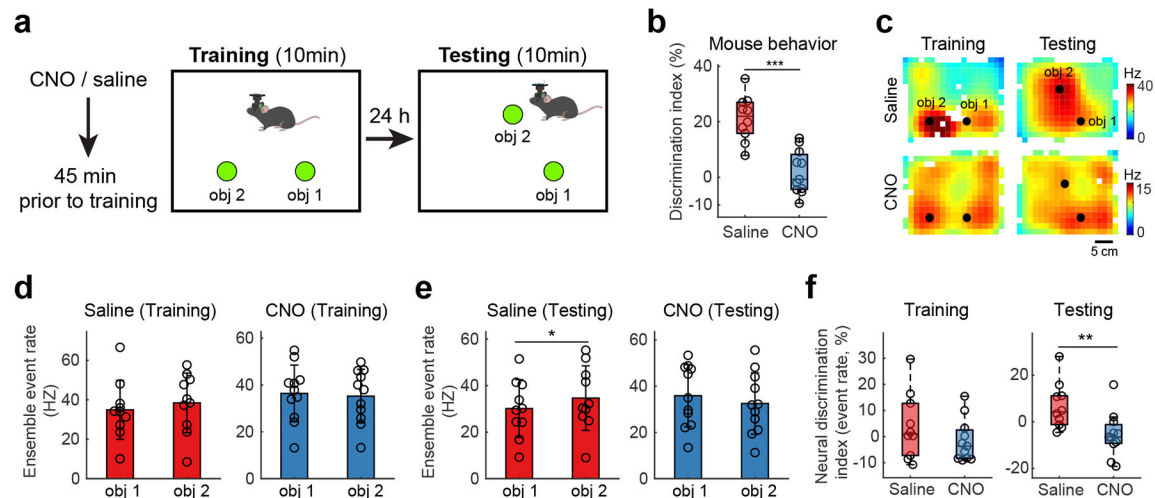 a
CNO / saline
45 min
prior to training
Training (10min)
obj 2
obj 1
24 h
Testing (10min)
obj 2
obj 1
b
Mouse behavior
***
Discrimination index (%)
40
20
0
-10
Saline
CNO
c
Training
Testing
Saline
obj 2
obj 1
obj 2
obj 1
Hz
40
0
CNO
Hz
15
0
5 cm
d
Saline (Training)
CNO (Training)
Ensemble event rate
(HZ)
60
40
20
0
obj 1
obj 2
60
40
20
0
obj 1
obj 2
e
Saline (Testing)
CNO (Testing)
*
Ensemble event rate
(HZ)
60
40
20
0
obj 1
obj 2
60
40
20
0
obj 1
obj 2
f
Training
Testing
Neural discrimination
index (event rate, %)
30
20
10
0
-10
Saline
CNO
**
20
0
-20
Saline
CNO